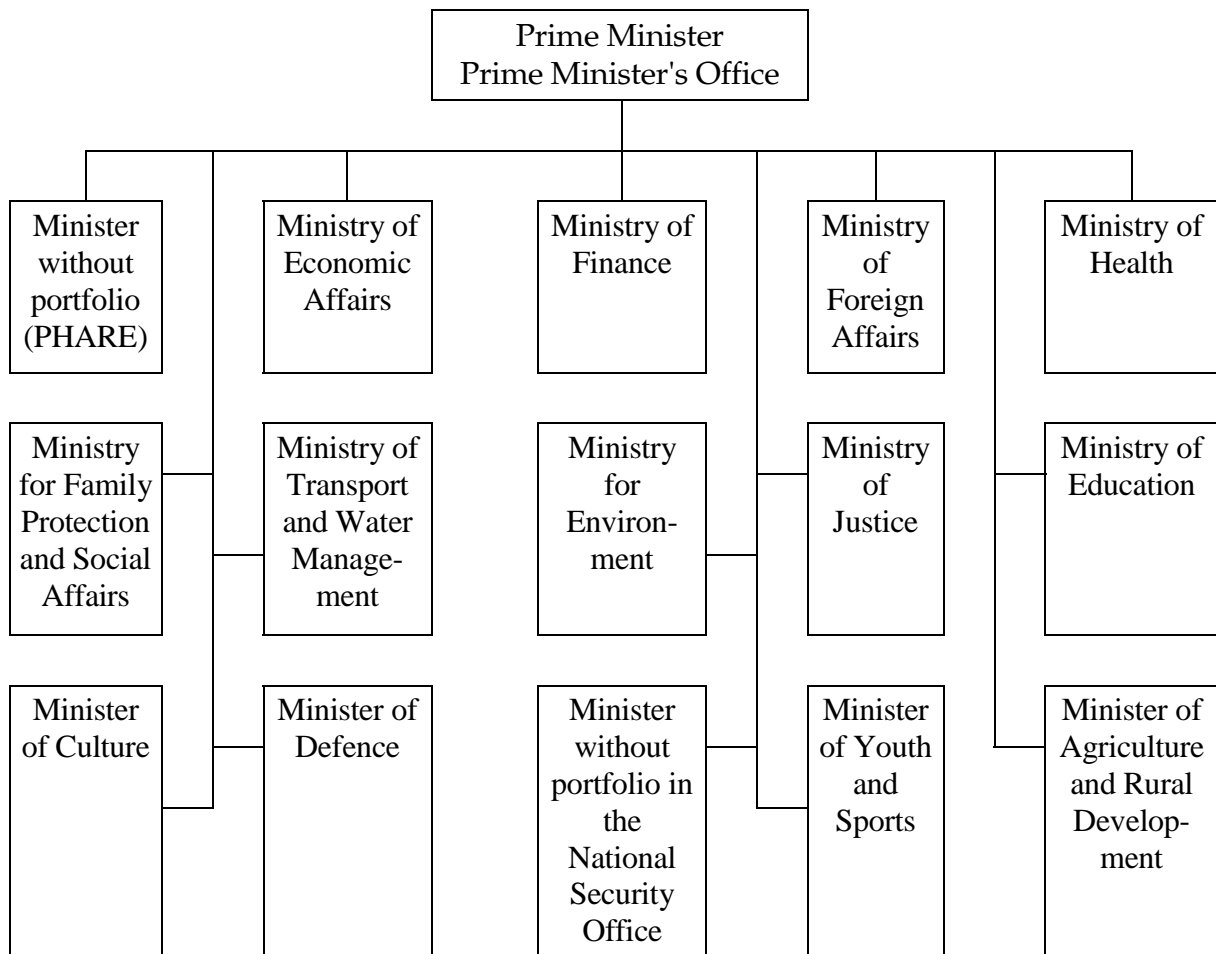 Prime Minister
Prime Minister's Office
Minister
without
portfolio
(PHARE)
Ministry of
Economic
Affairs
Ministry of
Finance
Ministry
of
Foreign
Affairs
Ministry of
Health
Ministry
for Family
Protection
and Social
Affairs
Ministry of
Transport
and Water
Manage-
ment
Ministry
for
Environ-
ment
Ministry
of
Justice
Ministry of
Education
Minister
of Culture
Minister of
Defence
Minister
without
portfolio in
the
National
Security
Office
Minister
of Youth
and
Sports
Minister of
Agriculture
and Rural
Develop-
ment